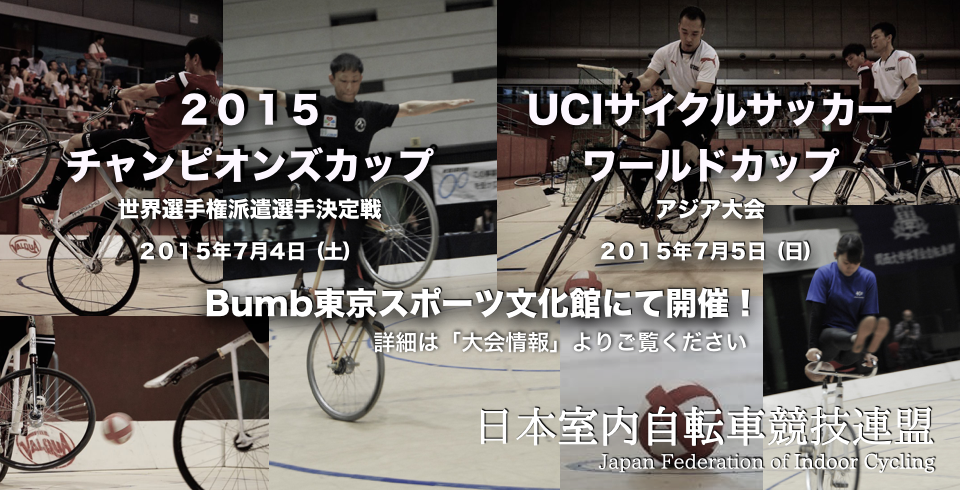 2015
チャンピオンズカップ
世界選手権派遣選手決定戦
2015年7月4日（土）
UCIサイクルサッカー
ワールドカップ
アジア大会
2015年7月5日（日）
Bumb東京スポーツ文化館にて開催！
詳細は「大会情報」よりご覧ください
日本室内自転車競技連盟
Japan Federation of Indoor Cycling
VALQUA
VALQUA